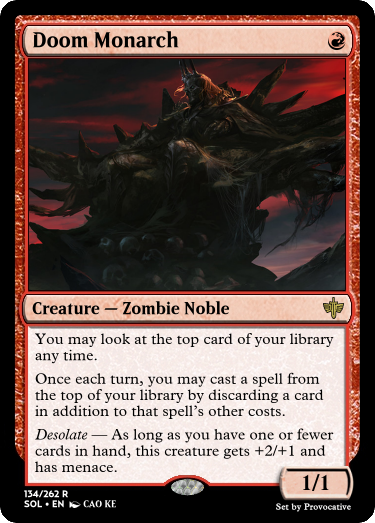 Doom Monarch
Creature — Zombie Noble
You may look at the top card of your library
any time.
Once each turn, you may cast a spell from
the top of your library by discarding a card
in addition to that spell's other costs.
Desolate — As long as you have one or fewer
cards in hand, this creature gets +2/+1 and
has menace.
1/1
134/262 R
SOL • EN CAO KE
Set by Provocative